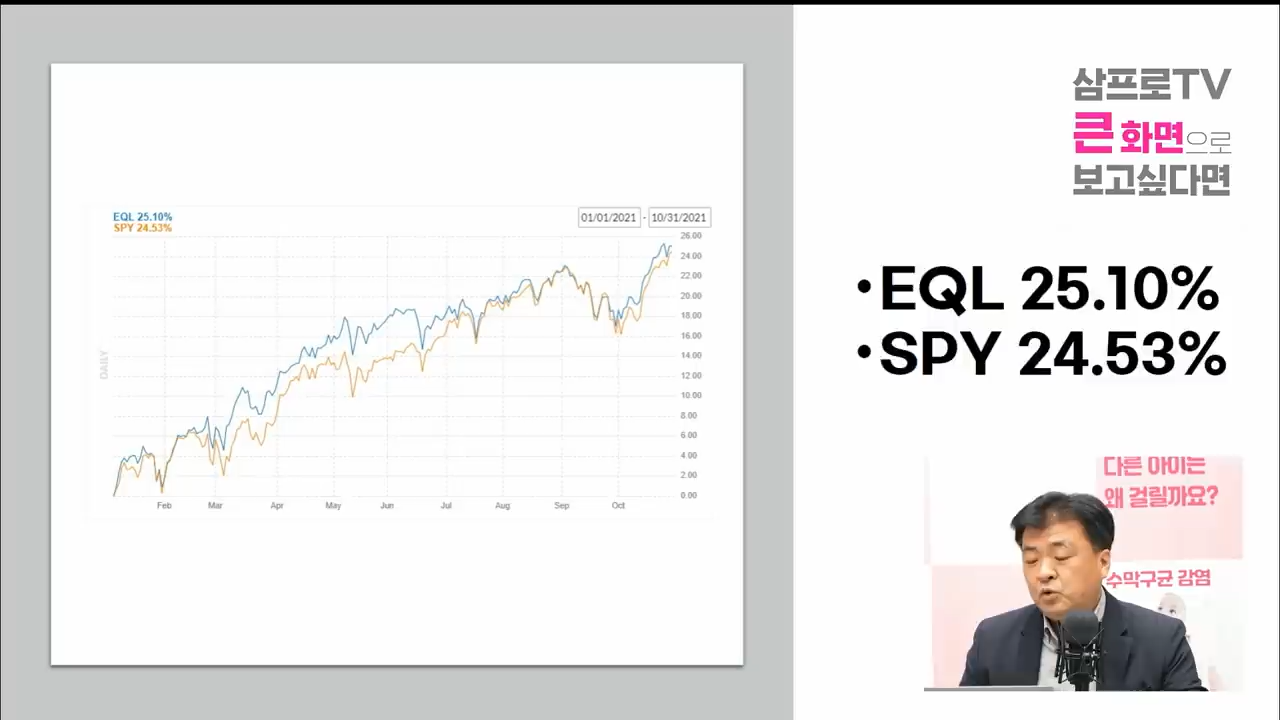 EQL 25.10%
SPY 24.53%
01/01/2021 - 10/31/2021
26.00
24.00
22.00
20.00
18.00
16.00
14.00
12.00
10.00
8.00
6.00
4.00
2.00
0.00
DAILY
Feb Mar Apr May Jun Jul Aug Sep Oct
삼프로TV
큰 화면으로
보고싶다면
•EQL 25.10%
•SPY 24.53%
다른 아이는
왜 걸릴까요?
수막구균 감염